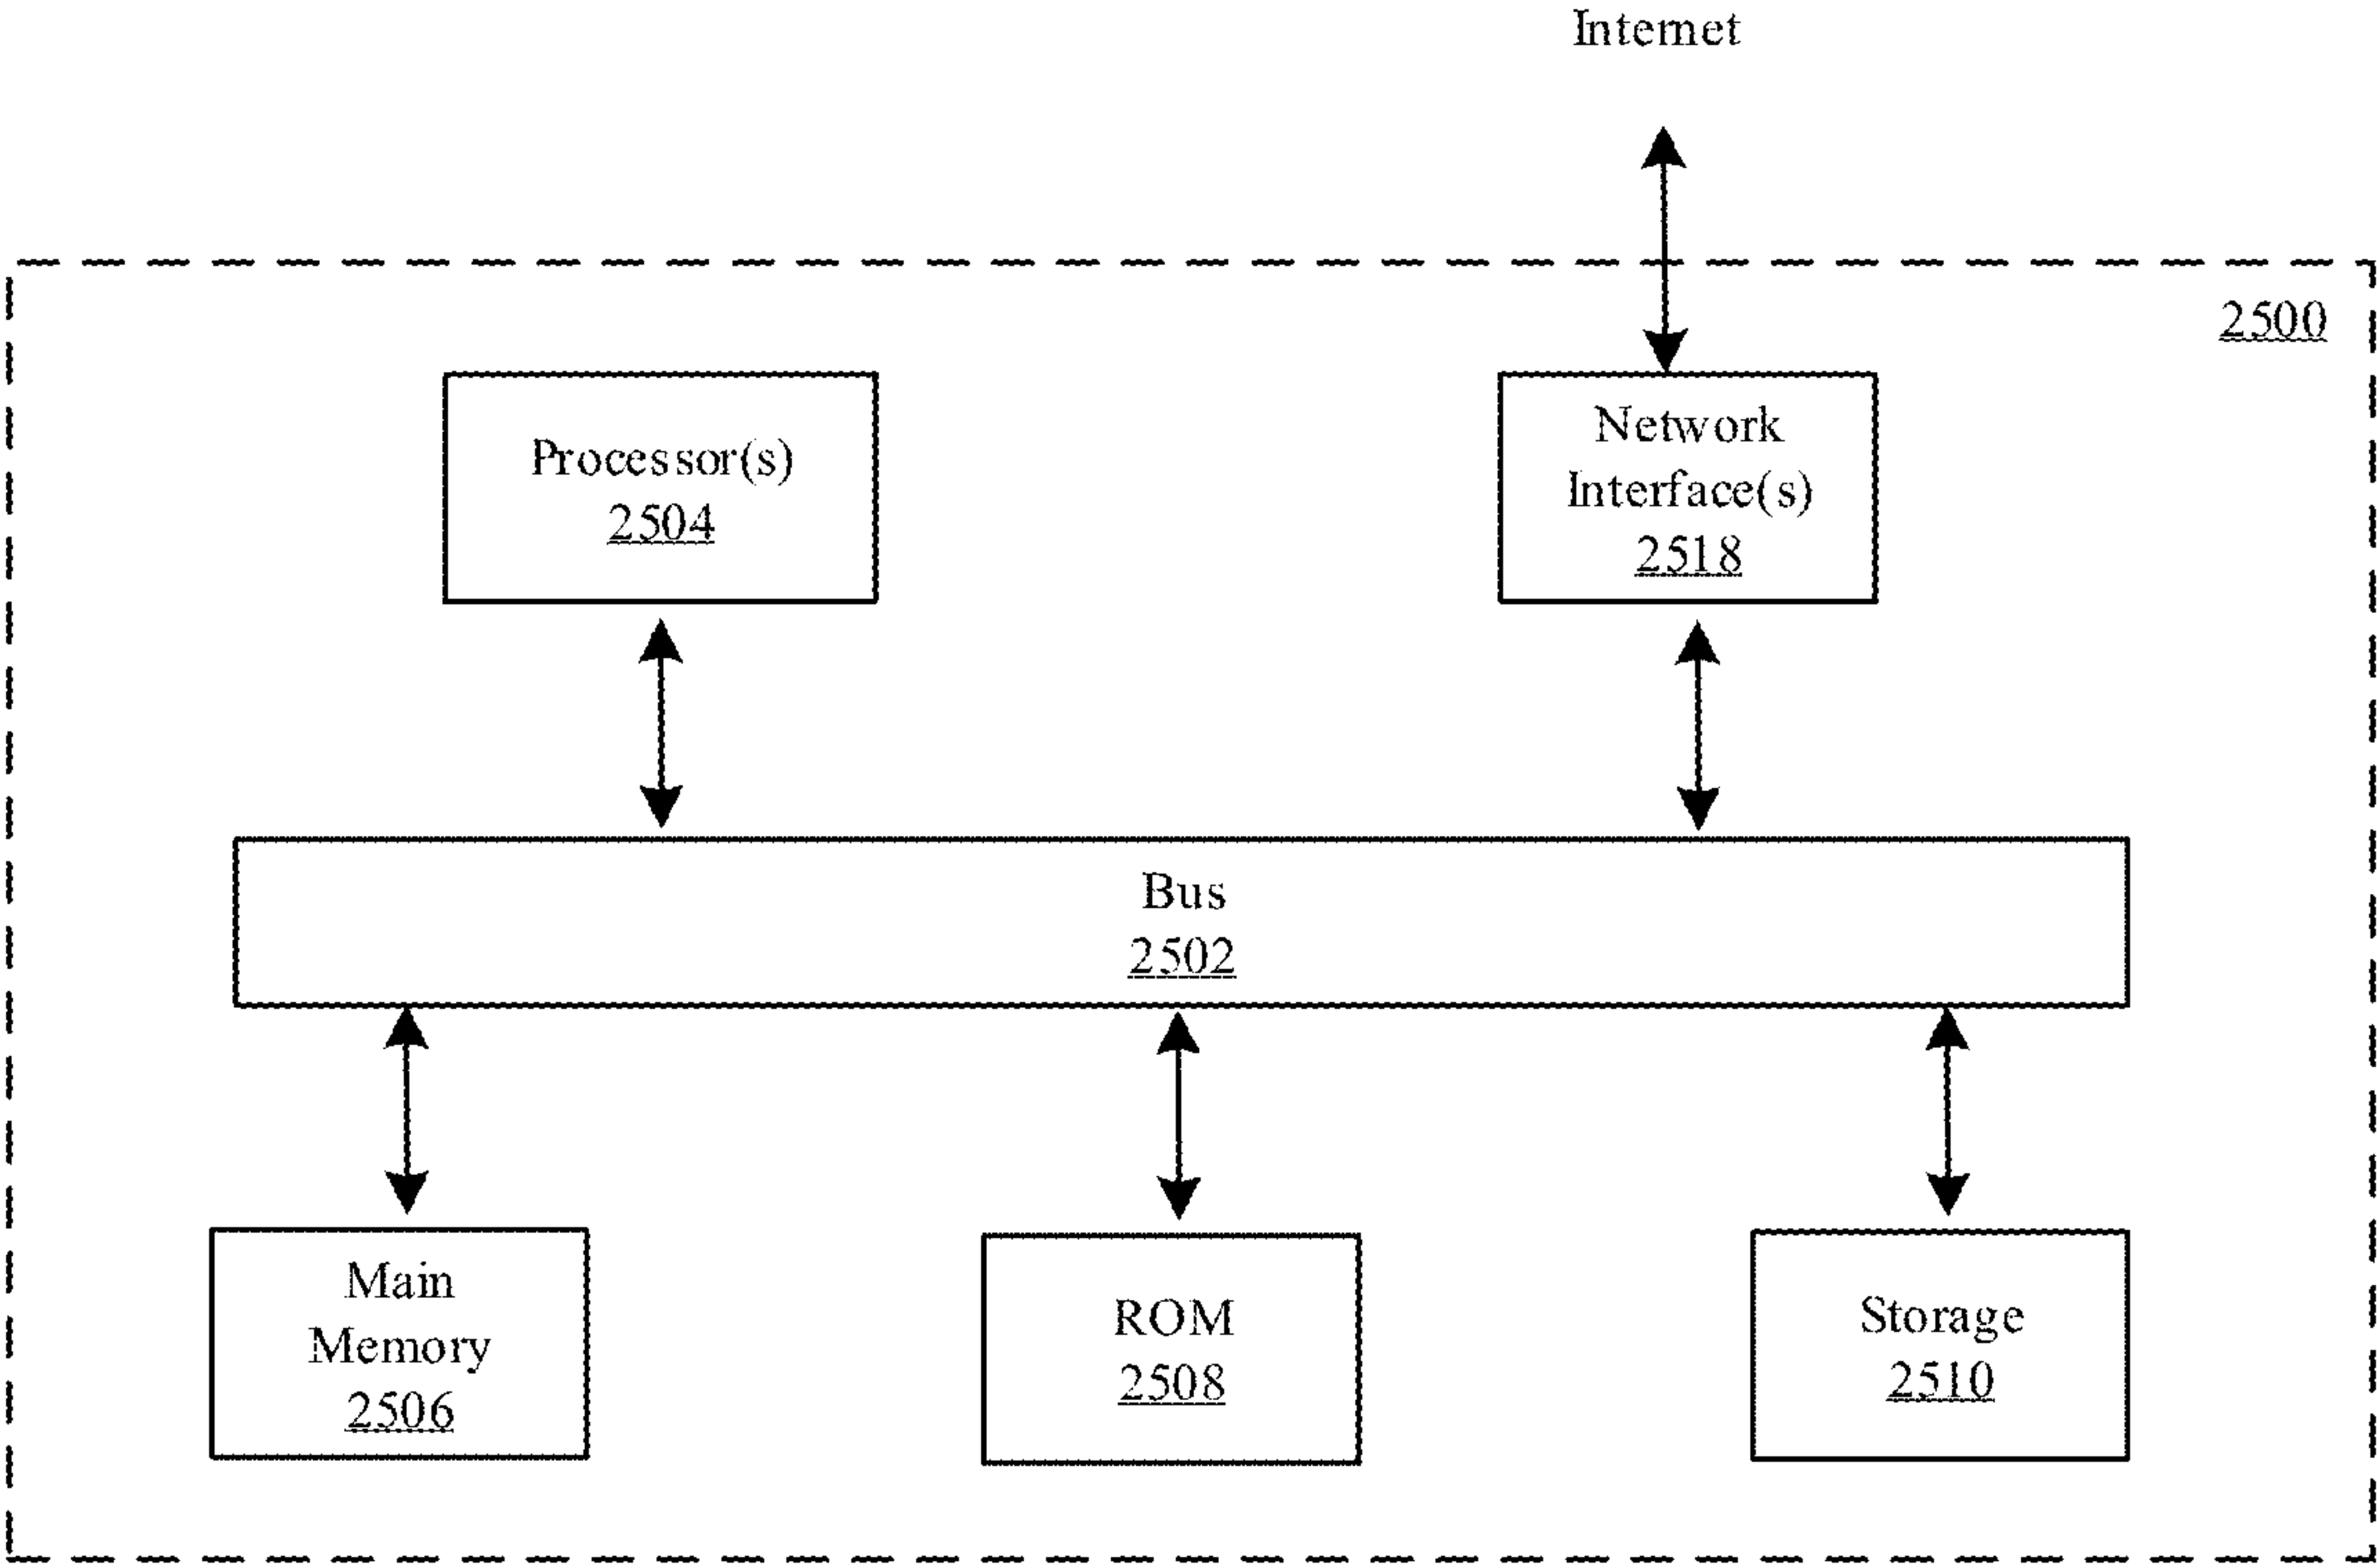 Internet
2500
Processor(s)
2504
Network
Interface(s)
2518
Bus
2502
Main
Memory
2506
ROM
2508
Storage
2510